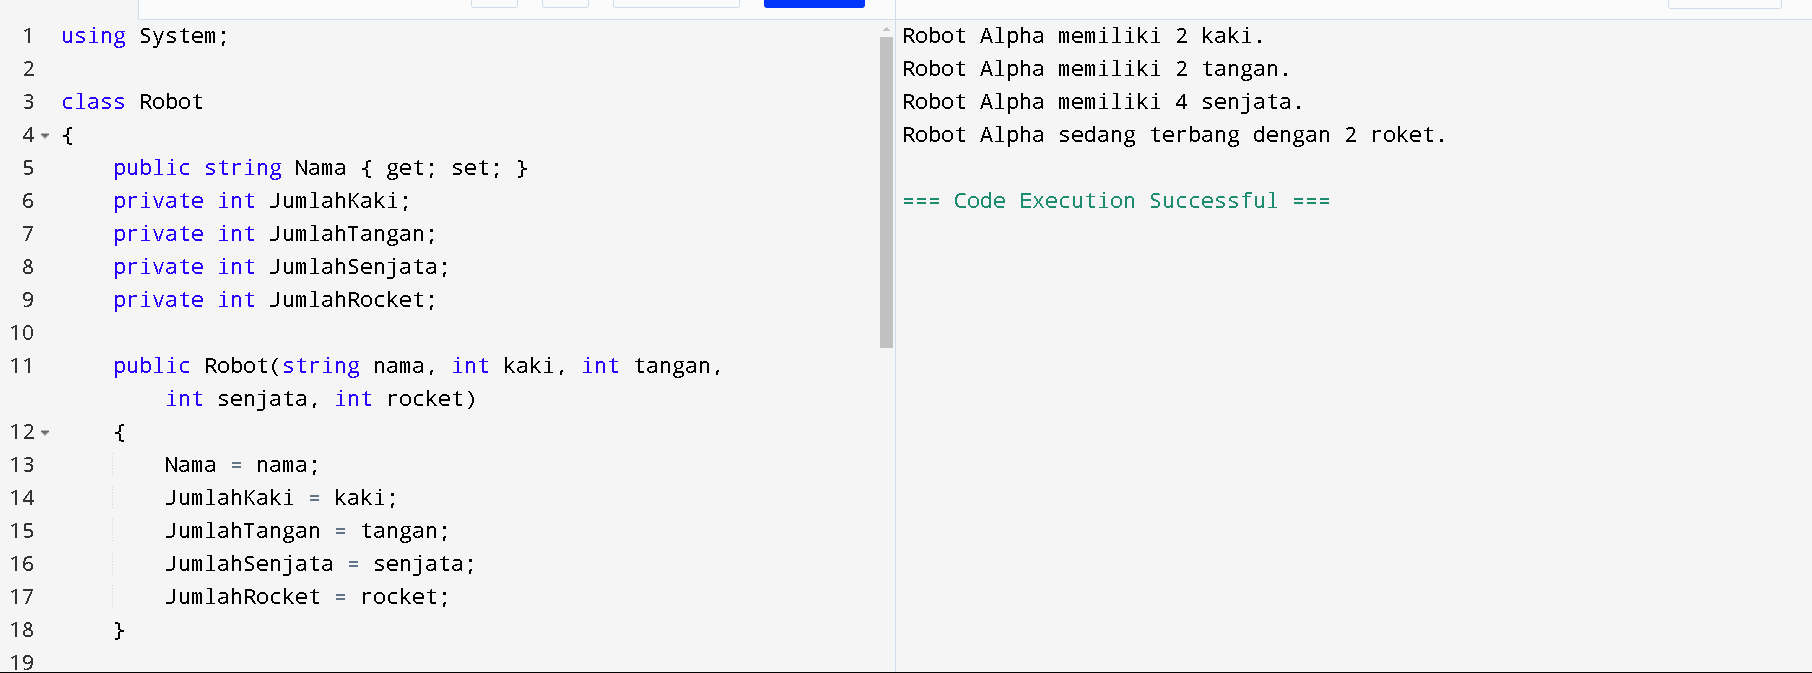 1 using System;
2
3 class Robot
4 {
5 public string Nama { get; set; }
6 private int JumlahKaki;
7 private int JumlahTangan;
8 private int JumlahSenjata;
9 private int JumlahRocket;
10
11 public Robot(string nama, int kaki, int tangan,
int senjata, int rocket)
12 {
13 Nama = nama;
14 JumlahKaki = kaki;
15 JumlahTangan = tangan;
16 JumlahSenjata = senjata;
17 JumlahRocket = rocket;
18 }
19
Robot Alpha memiliki 2 kaki.
Robot Alpha memiliki 2 tangan.
Robot Alpha memiliki 4 senjata.
Robot Alpha sedang terbang dengan 2 roket.
=== Code Execution Successful ===